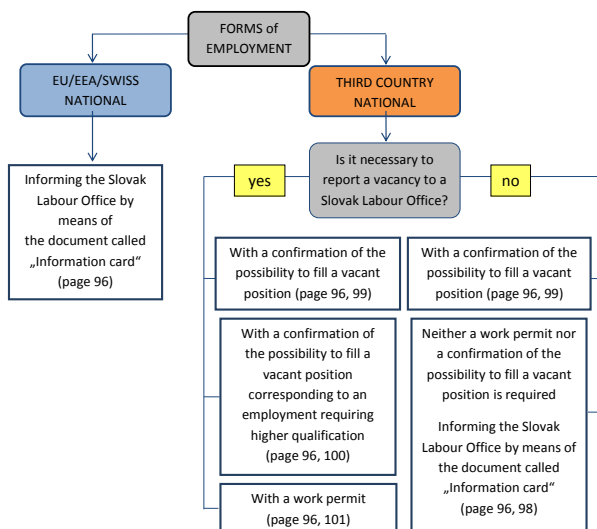 FORMS of
EMPLOYMENT
EU/EEA/SWISS
NATIONAL
THIRD COUNTRY
NATIONAL
Informing the Slovak
Labour Office by
means of
the document called
„Information card“
(page 96)
Is it necessary to
report a vacancy to a
Slovak Labour Office?
yes
no
With a confirmation of the
possibility to fill a vacant
position (page 96, 99)
With a confirmation of
the possibility to fill a
vacant position
corresponding to an
employment requiring
higher qualification
(page 96, 100)
With a work permit
(page 96, 101)
With a confirmation of the
possibility to fill a vacant
position (page 96, 99)
Neither a work permit nor
a confirmation of the
possibility to fill a vacant
position is required
Informing the Slovak
Labour Office by means of
the document called
„Information card“
(page 96, 98)